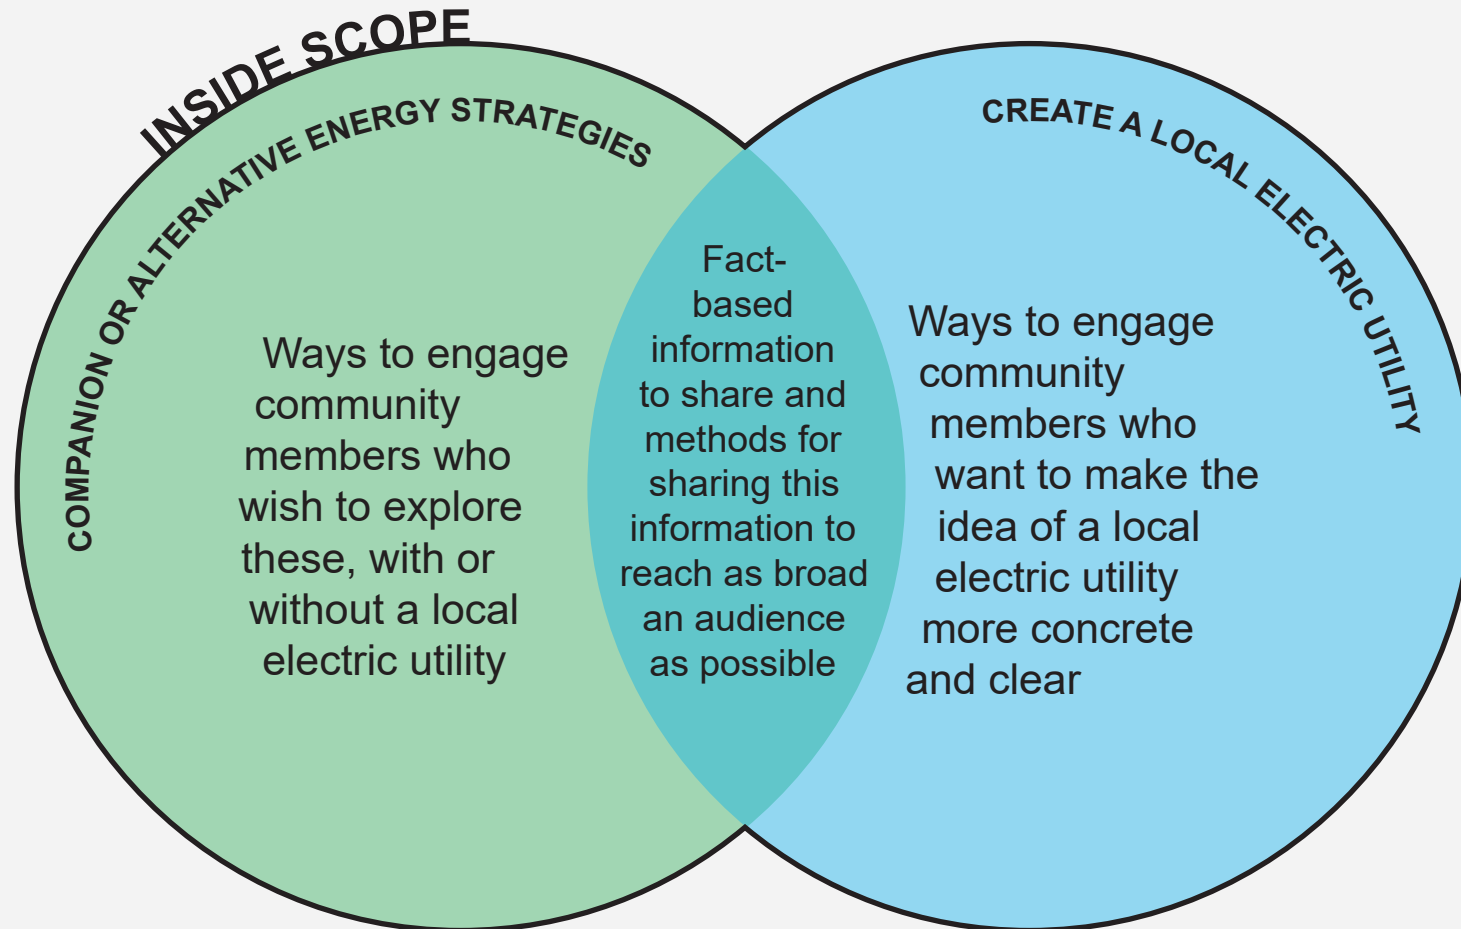 INSIDE SCOPE
COMPANION OR ALTERNATIVE ENERGY STRATEGIES
Ways to engage
community
members who
wish to explore
these, with or
without a local
electric utility
Fact-
based
information
to share and
methods for
sharing this
information to
reach as broad
an audience
as possible
CREATE A LOCAL ELECTRIC UTILITY
Ways to engage
community
members who
want to make the
idea of a local
electric utility
more concrete
and clear